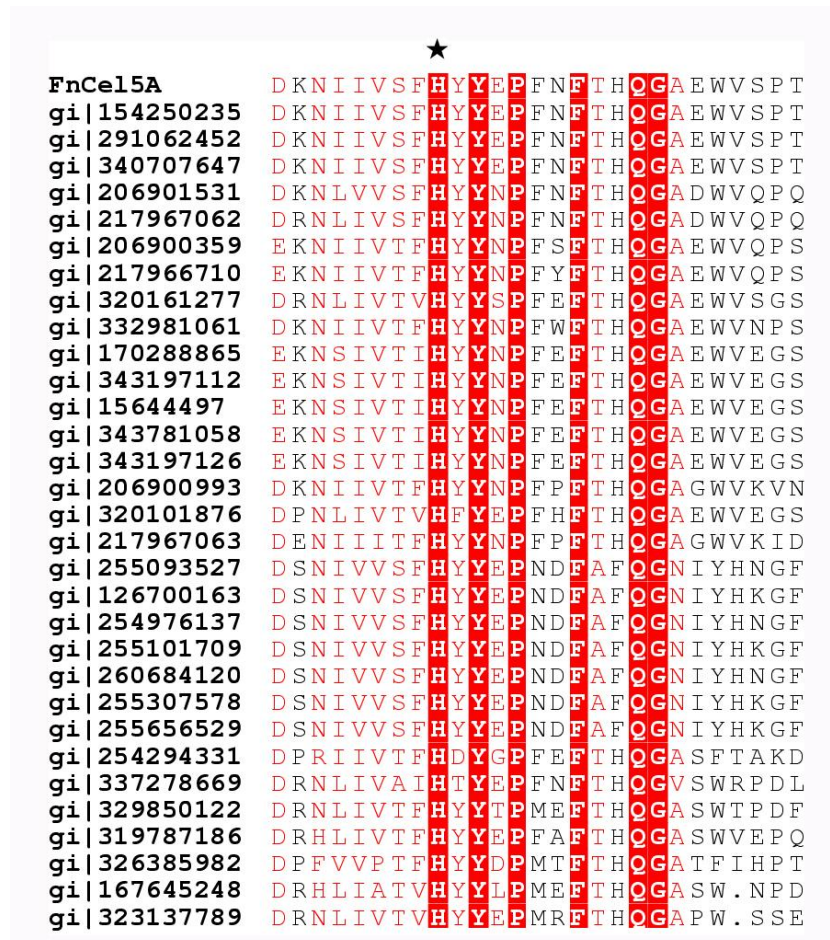 ★
FnCel5A DKNIIVSFHYYEPFNFTHQGAEWVSPT
gi|154250235 DKNIIVSFHYYEPFNFTHQGAEWVSPT
gi|291062452 DKNIIVSFHYYEPFNFTHQGAEWVSPT
gi|340707647 DKNIIVSFHYYEPFNFTHQGAEWVSPT
gi|206901531 DKNLVVSFHYYNPFNFTHQGADWVQPQ
gi|217967062 DRNLIVSFHYYNPFNFTHQGADWVQPQ
gi|206900359 EKNIIVTFHYYNPFSFTHQGAEWVQPS
gi|217966710 EKNIIVTFHYYNPFYFTHQGAEWVQPS
gi|320161277 DRNLIVTVHYYSPFEFTHQGAEWVSGS
gi|332981061 DKNIIVTFHYYNPFWFTHQGAEWVNPS
gi|170288865 EKNSIVTIHYYNPFEFTHQGAEWVEGS
gi|343197112 EKNSIVTIHYYNPFEFTHQGAEWVEGS
gi|15644497 EKNSIVTIHYYNPFEFTHQGAEWVEGS
gi|343781058 EKNSIVTIHYYNPFEFTHQGAEWVEGS
gi|343197126 EKNSIVTIHYYNPFEFTHQGAEWVEGS
gi|206900993 DKNIIVTFHYYNPFPFTHQGAGWVKVN
gi|320101876 DPNLIVTVHFYEPFHFTHQGAEWVEGS
gi|217967063 DENIIITFHYYNPFPFTHQGAGWVKID
gi|255093527 DSNIVVSFHYYEPNDFAFQGNIYHNGF
gi|126700163 DSNIVVSFHYYEPNDFAFQGNIYHKGF
gi|254976137 DSNIVVSFHYYEPNDFAFQGNIYHNGF
gi|255101709 DSNIVVSFHYYEPNDFAFQGNIYHKGF
gi|260684120 DSNIVVSFHYYEPNDFAFQGNIYHNGF
gi|255307578 DSNIVVSFHYYEPNDFAFQGNIYHKGF
gi|255656529 DSNIVVSFHYYEPNDFAFQGNIYHKGF
gi|254294331 DPRIIVTFHDYGPFEFTHQGASFTAKD
gi|337278669 DRNLIVAIHTYEPFNFTHQGVSWRPDL
gi|329850122 DRNLIVTFHYYTPMEFTHQGASWTPDF
gi|319787186 DRHLIVTFHYYEPFAFTHQGASWVEPQ
gi|326385982 DPFVVPTFHYYDPMTFTHQGATFIHPT
gi|167645248 DRHLIATVHYYLPMEFTHQGASW.NPD
gi|323137789 DRNLIVTVHYYEPMRFTHQGAPW.SSE